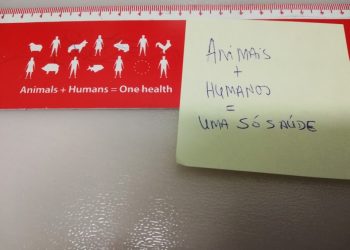 Animals + Humans = One health
ANIMAIS
+
HUMANOS
=
UMA SÓ SAÚDE